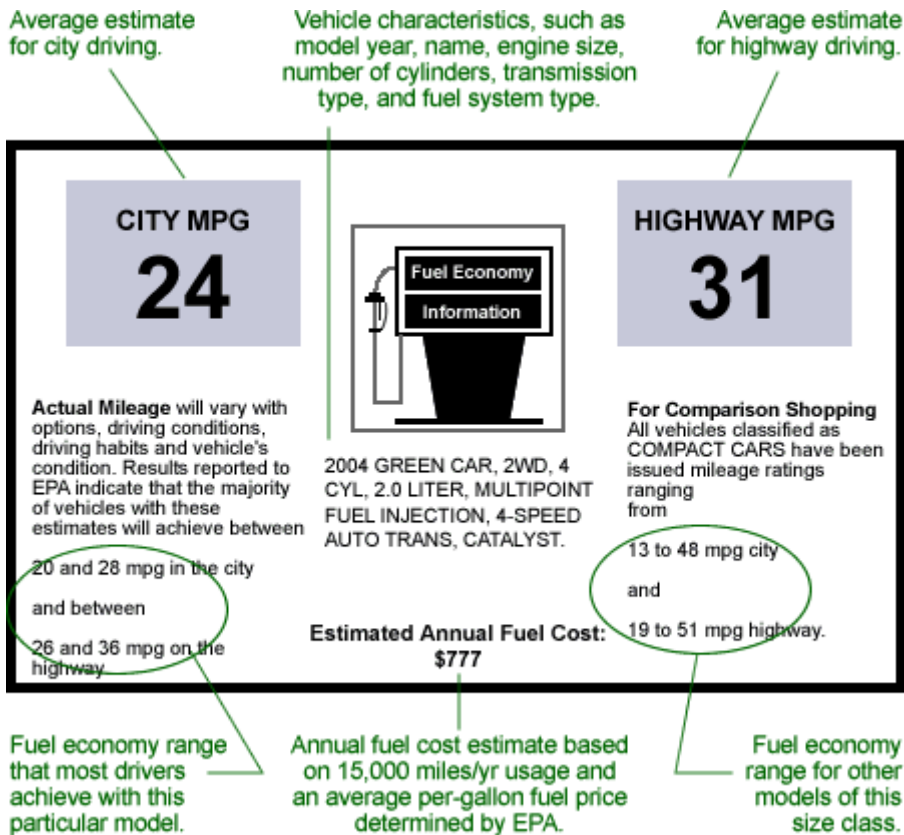 Average estimate
for city driving.
Vehicle characteristics, such as
model year, name, engine size,
number of cylinders, transmission
type, and fuel system type.
Average estimate
for highway driving.
CITY MPG
24
Fuel Economy
Information
HIGHWAY MPG
31
Actual Mileage will vary with
options, driving conditions,
driving habits and vehicle's
condition. Results reported to
EPA indicate that the majority
of vehicles with these
estimates will achieve between
20 and 28 mpg in the city
and between
26 and 36 mpg on the
highway.
2004 GREEN CAR, 2WD, 4
CYL, 2.0 LITER, MULTIPOINT
FUEL INJECTION, 4-SPEED
AUTO TRANS, CATALYST.
Estimated Annual Fuel Cost:
$777
For Comparison Shopping
All vehicles classified as
COMPACT CARS have been
issued mileage ratings
ranging
from
13 to 48 mpg city
and
19 to 51 mpg highway.
Fuel economy range
that most drivers
achieve with this
particular model.
Annual fuel cost estimate based
on 15,000 miles/yr usage and
an average per-gallon fuel price
determined by EPA.
Fuel economy
range for other
models of this
size class.